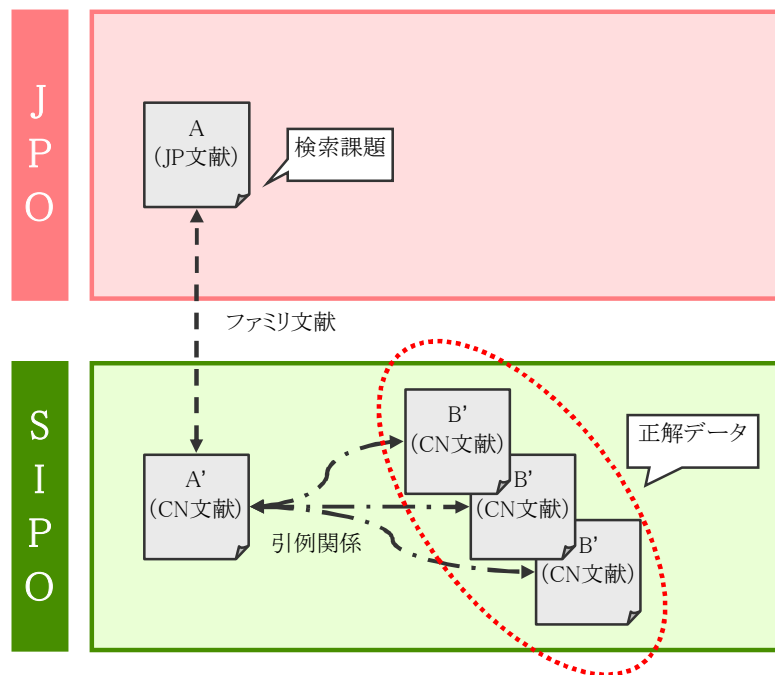 JPO
A
(JP文献)
検索課題
ファミリ文献
SIPO
B'
(CN文献)
正解データ
A'
(CN文献)
B'
(CN文献)
引例関係
B'
(CN文献)